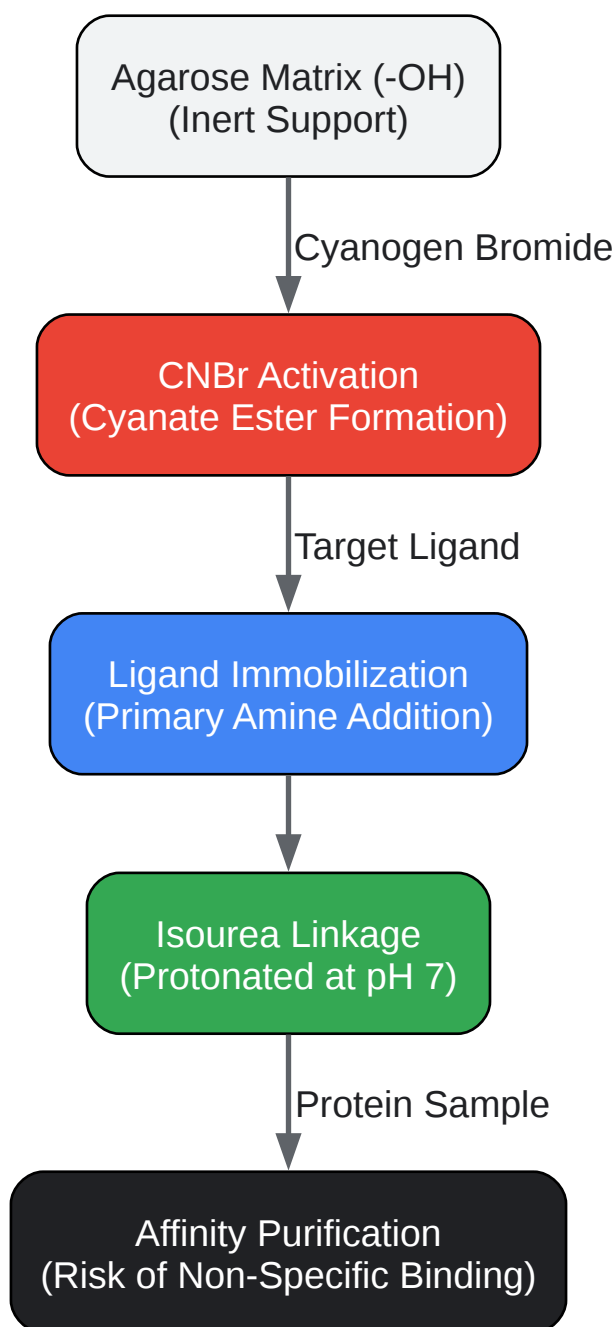 Agarose Matrix (-OH)
(Inert Support)
Cyanogen Bromide
CNBr Activation
(Cyanate Ester Formation)
Target Ligand
Ligand Immobilization
(Primary Amine Addition)
Isourea Linkage
(Protonated at pH 7)
Protein Sample
Affinity Purification
(Risk of Non-Specific Binding)